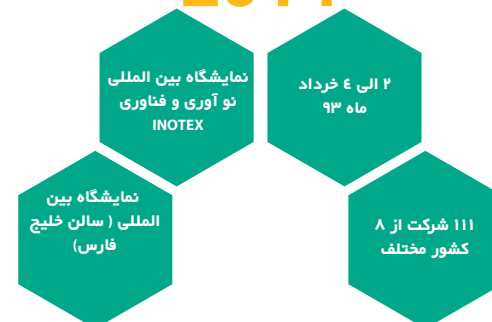 ۲ الی ٤ خرداد
ماه ۹۳
نمایشگاه بین المللی
نو آوری و فناوری
INOTEX
۱۱۱ شرکت از ۸
کشور مختلف
نمایشگاه بین
المللی ( سالن خلیج
فارس)